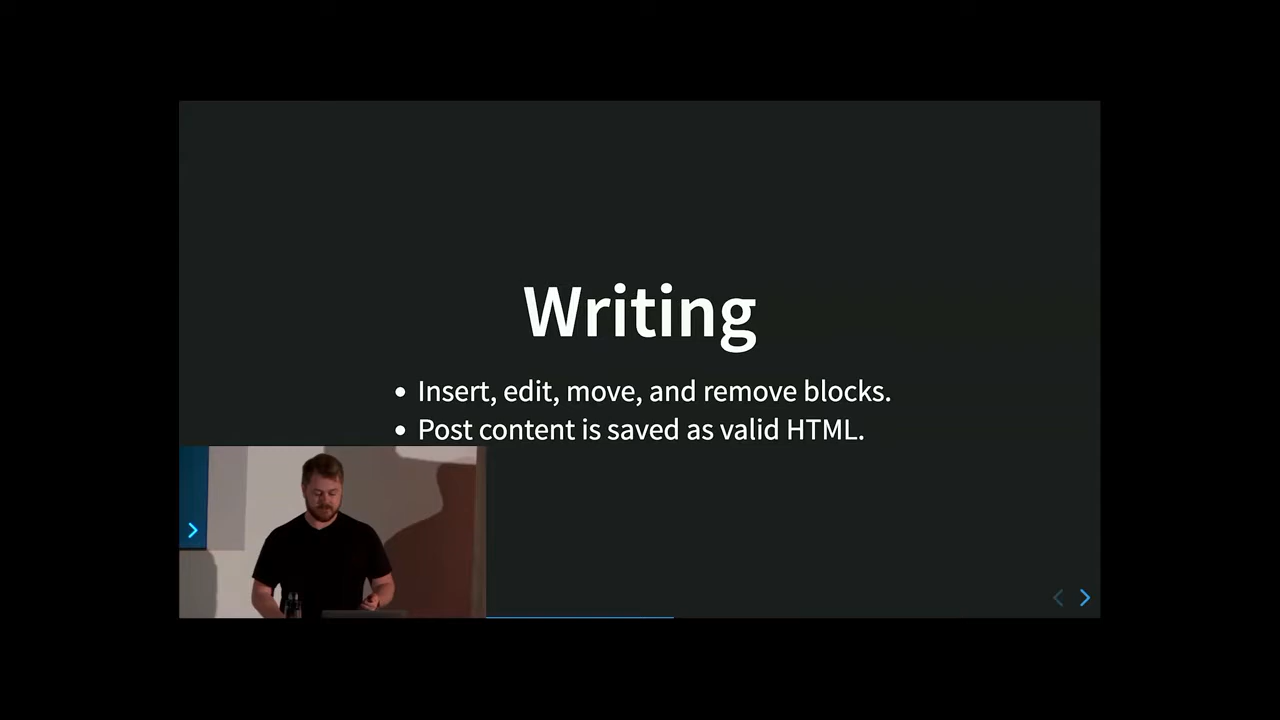 Writing
• Insert, edit, move, and remove blocks.
• Post content is saved as valid HTML.